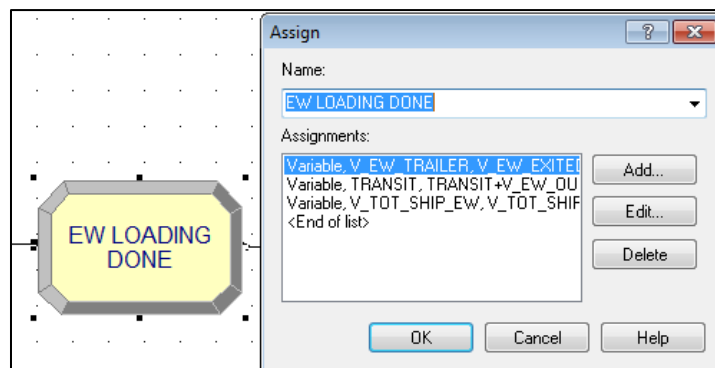 EW LOADING
DONE
Assign
?
Name:
EW LOADING DONE
Assignments:
Variable, V_EW_TRAILER, V_EW_EXITED
Variable, TRANSIT, TRANSIT+V_EW_OU
Variable, V_TOT_SHIP_EW, V_TOT_SHIF
<End of list>
Add...
Edit...
Delete
OK
Cancel
Help